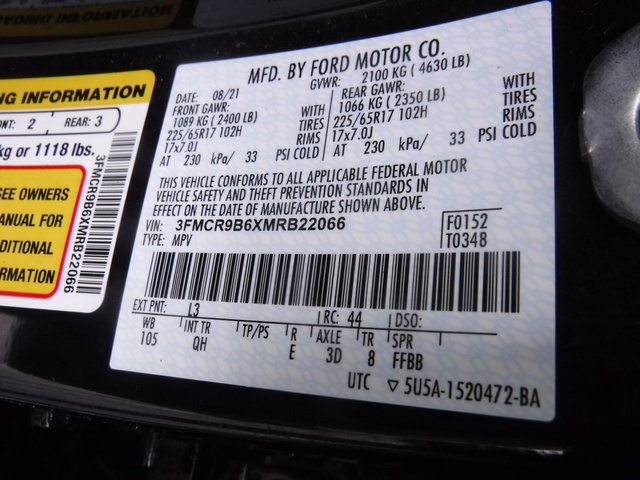 NG INFORMATION
ONT: 2 REAR: 3
kg or 1118 lbs.
SEE OWNERS
MANUAL FOR
DDITIONAL
ORMATION
3FMCR9B6XMRB22066
MFD. BY FORD MOTOR CO.
DATE: 08/21 GVWR: 2100 KG ( 4630 LB)
FRONT GAWR: REAR GAWR:
1089 KG ( 2400 LB) WITH 1066 KG ( 2350 LB) WITH
225/65R17 102H TIRES 225/65R17 102H TIRES
17x7.0J RIMS 17x7.0J RIMS
AT 230 kPa/ 33 PSI COLD AT 230 kPa/ 33 PSI COLD
THIS VEHICLE CONFORMS TO ALL APPLICABLE FEDERAL MOTOR
VEHICLE SAFETY AND THEFT PREVENTION STANDARDS IN
EFFECT ON THE DATE OF MANUFACTURE SHOWN ABOVE.
VIN: 3FMCR9B6XMRB22066 F0152
TYPE: MPV T0348
EXT PNT: L3 RC: 44 DSO:
WB INT TR TP/PS R AXLE TR SPR
105 QH E 3D 8 FFBB
UTC ▽ 5U5A-1520472-BA